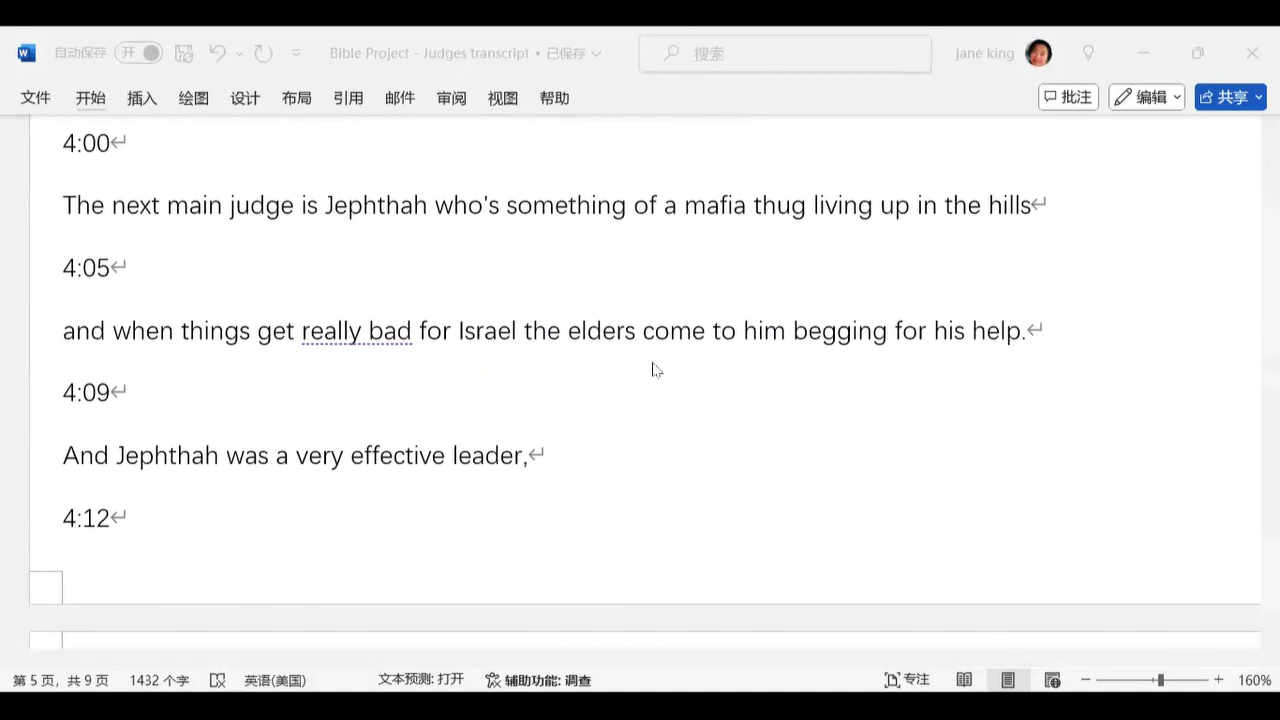 自动保存 开 Bible Project - Judges transcript • 已保存 搜索 jane king
文件 开始 插入 绘图 设计 布局 引用 邮件 审阅 视图 帮助 批注 编辑 共享
4:00↵
The next main judge is Jephthah who's something of a mafia thug living up in the hills↵
4:05↵
and when things get really bad for Israel the elders come to him begging for his help.↵
4:09↵
And Jephthah was a very effective leader,↵
4:12↵
第 5 页，共 9 页 1432 个字 英语(美国) 文本预测: 打开 辅助功能: 调查 专注 160%